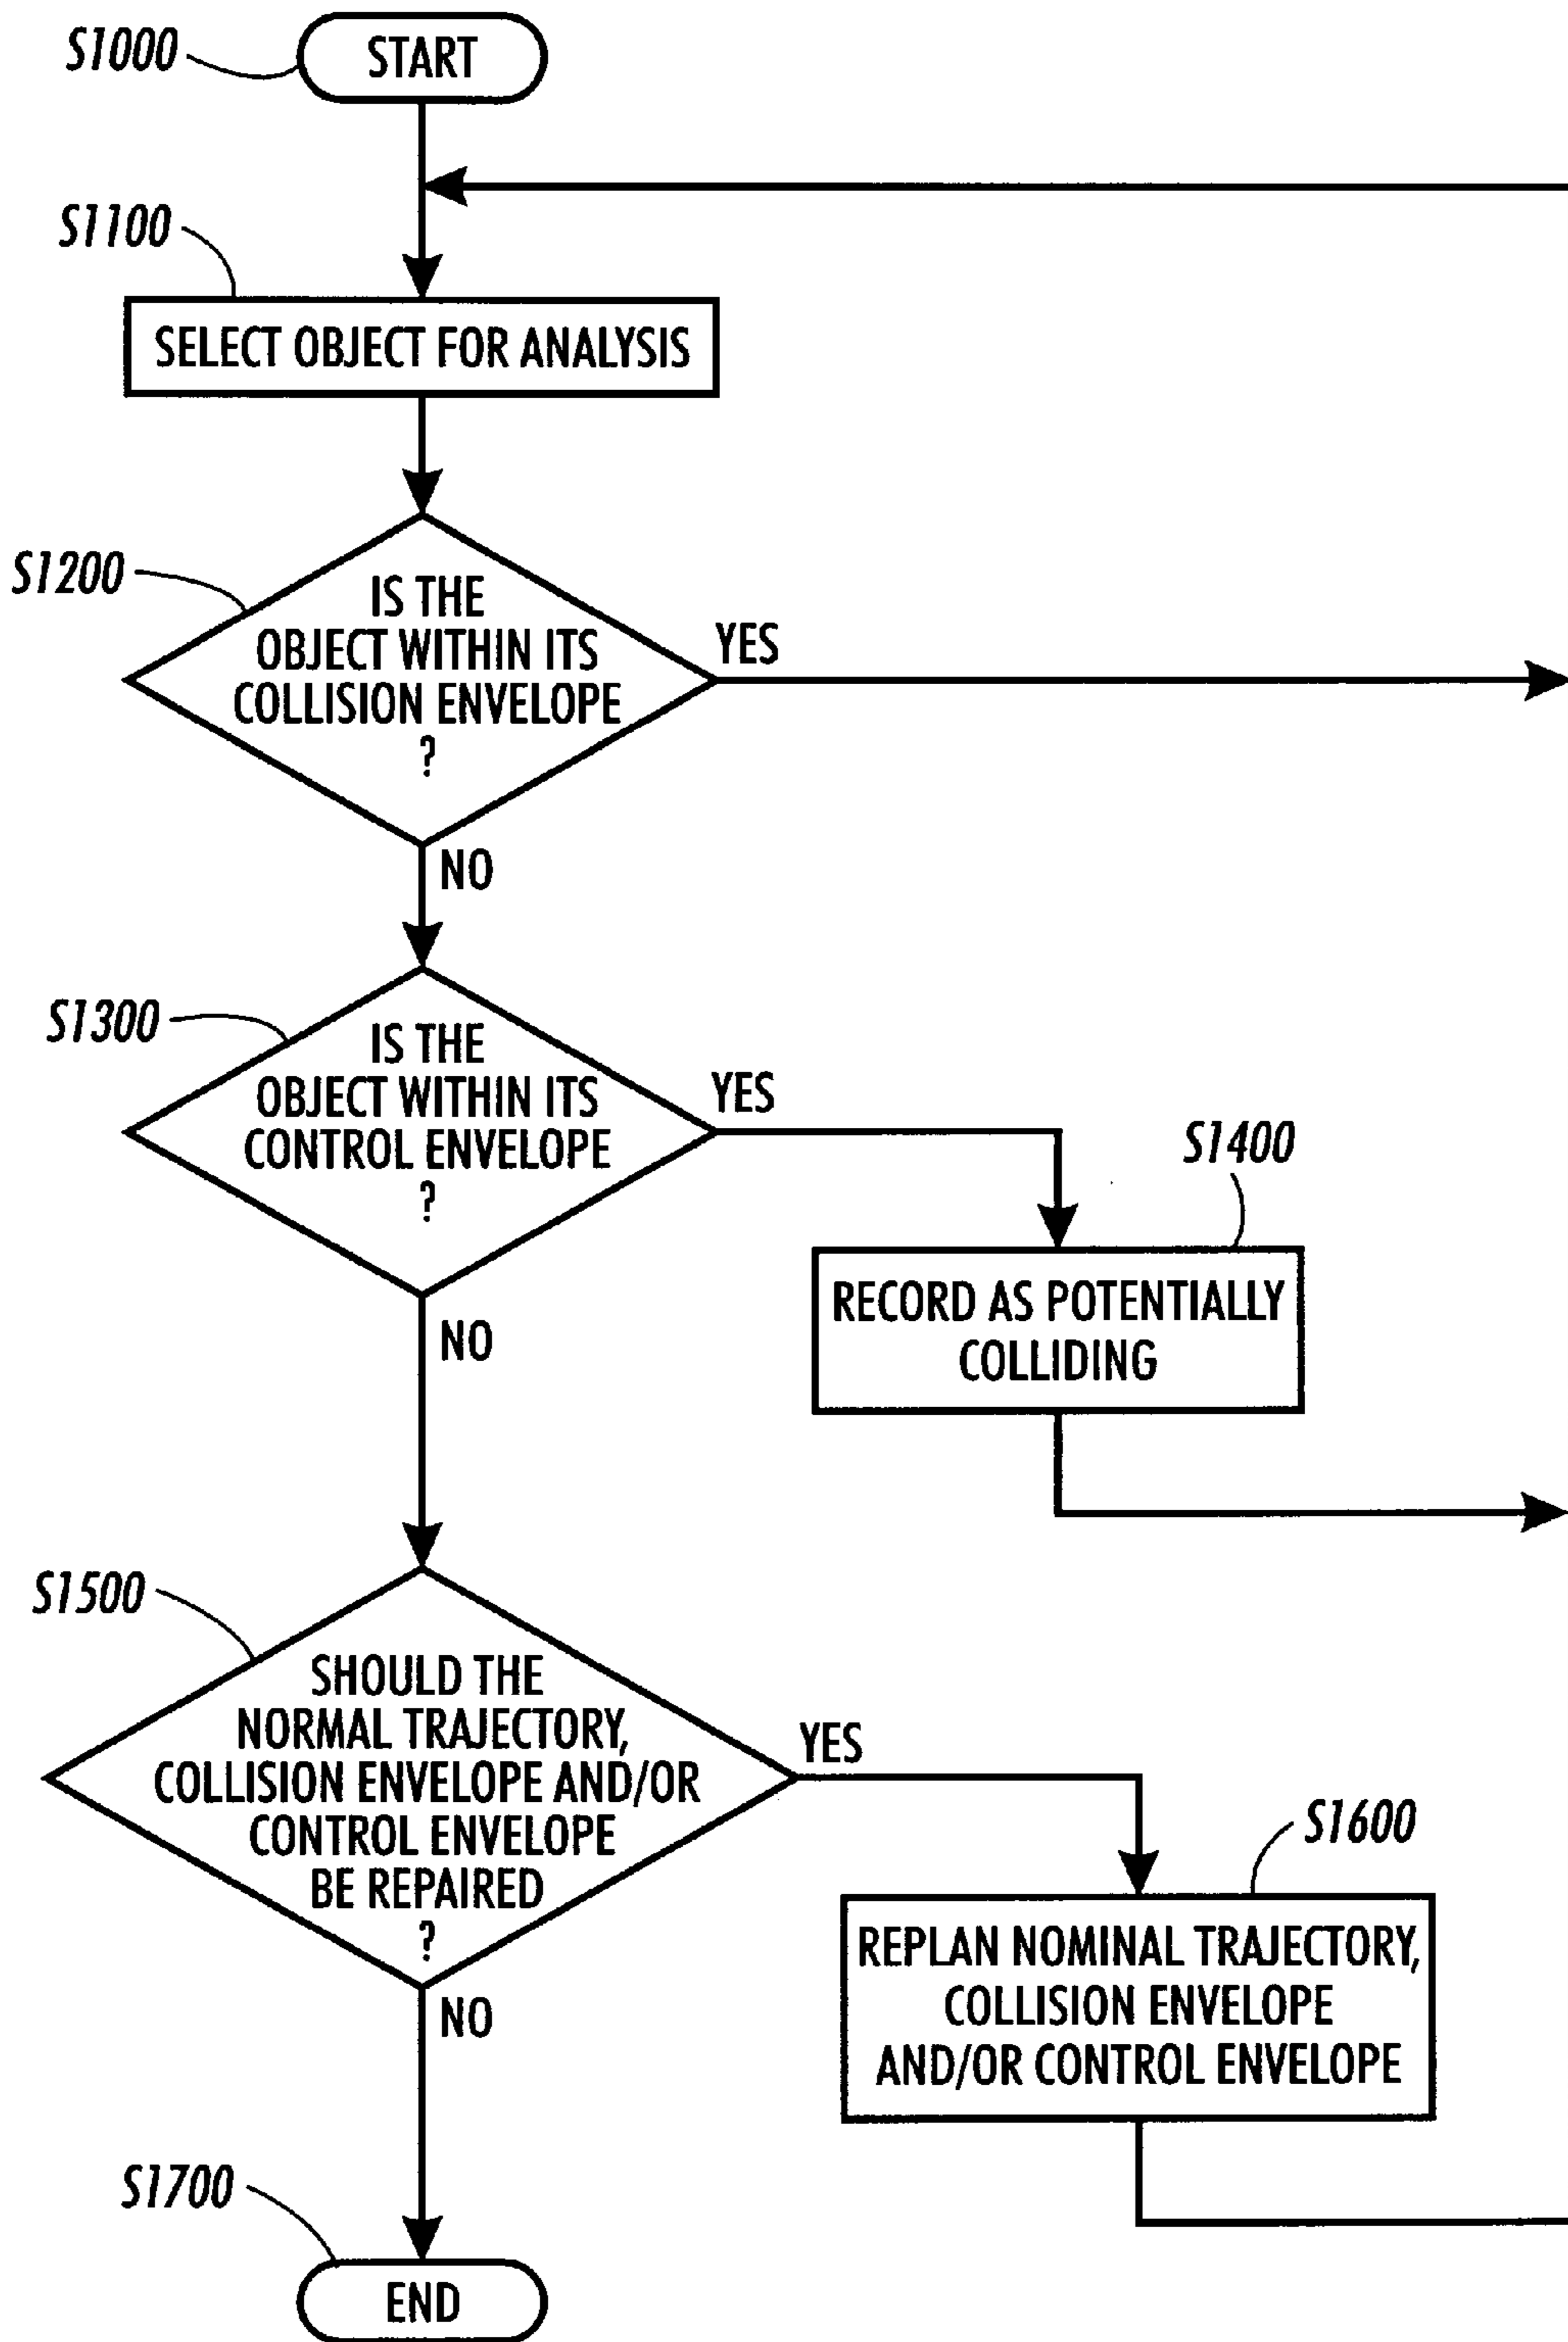 S1000
START
S1100
SELECT OBJECT FOR ANALYSIS
S1200
IS THE
OBJECT WITHIN ITS
COLLISION ENVELOPE
?
YES
NO
S1300
IS THE
OBJECT WITHIN ITS
CONTROL ENVELOPE
?
YES
S1400
RECORD AS POTENTIALLY
COLLIDING
NO
S1500
SHOULD THE
NORMAL TRAJECTORY,
COLLISION ENVELOPE AND/OR
CONTROL ENVELOPE
BE REPAIRED
?
YES
S1600
REPLAN NOMINAL TRAJECTORY,
COLLISION ENVELOPE
AND/OR CONTROL ENVELOPE
NO
S1700
END